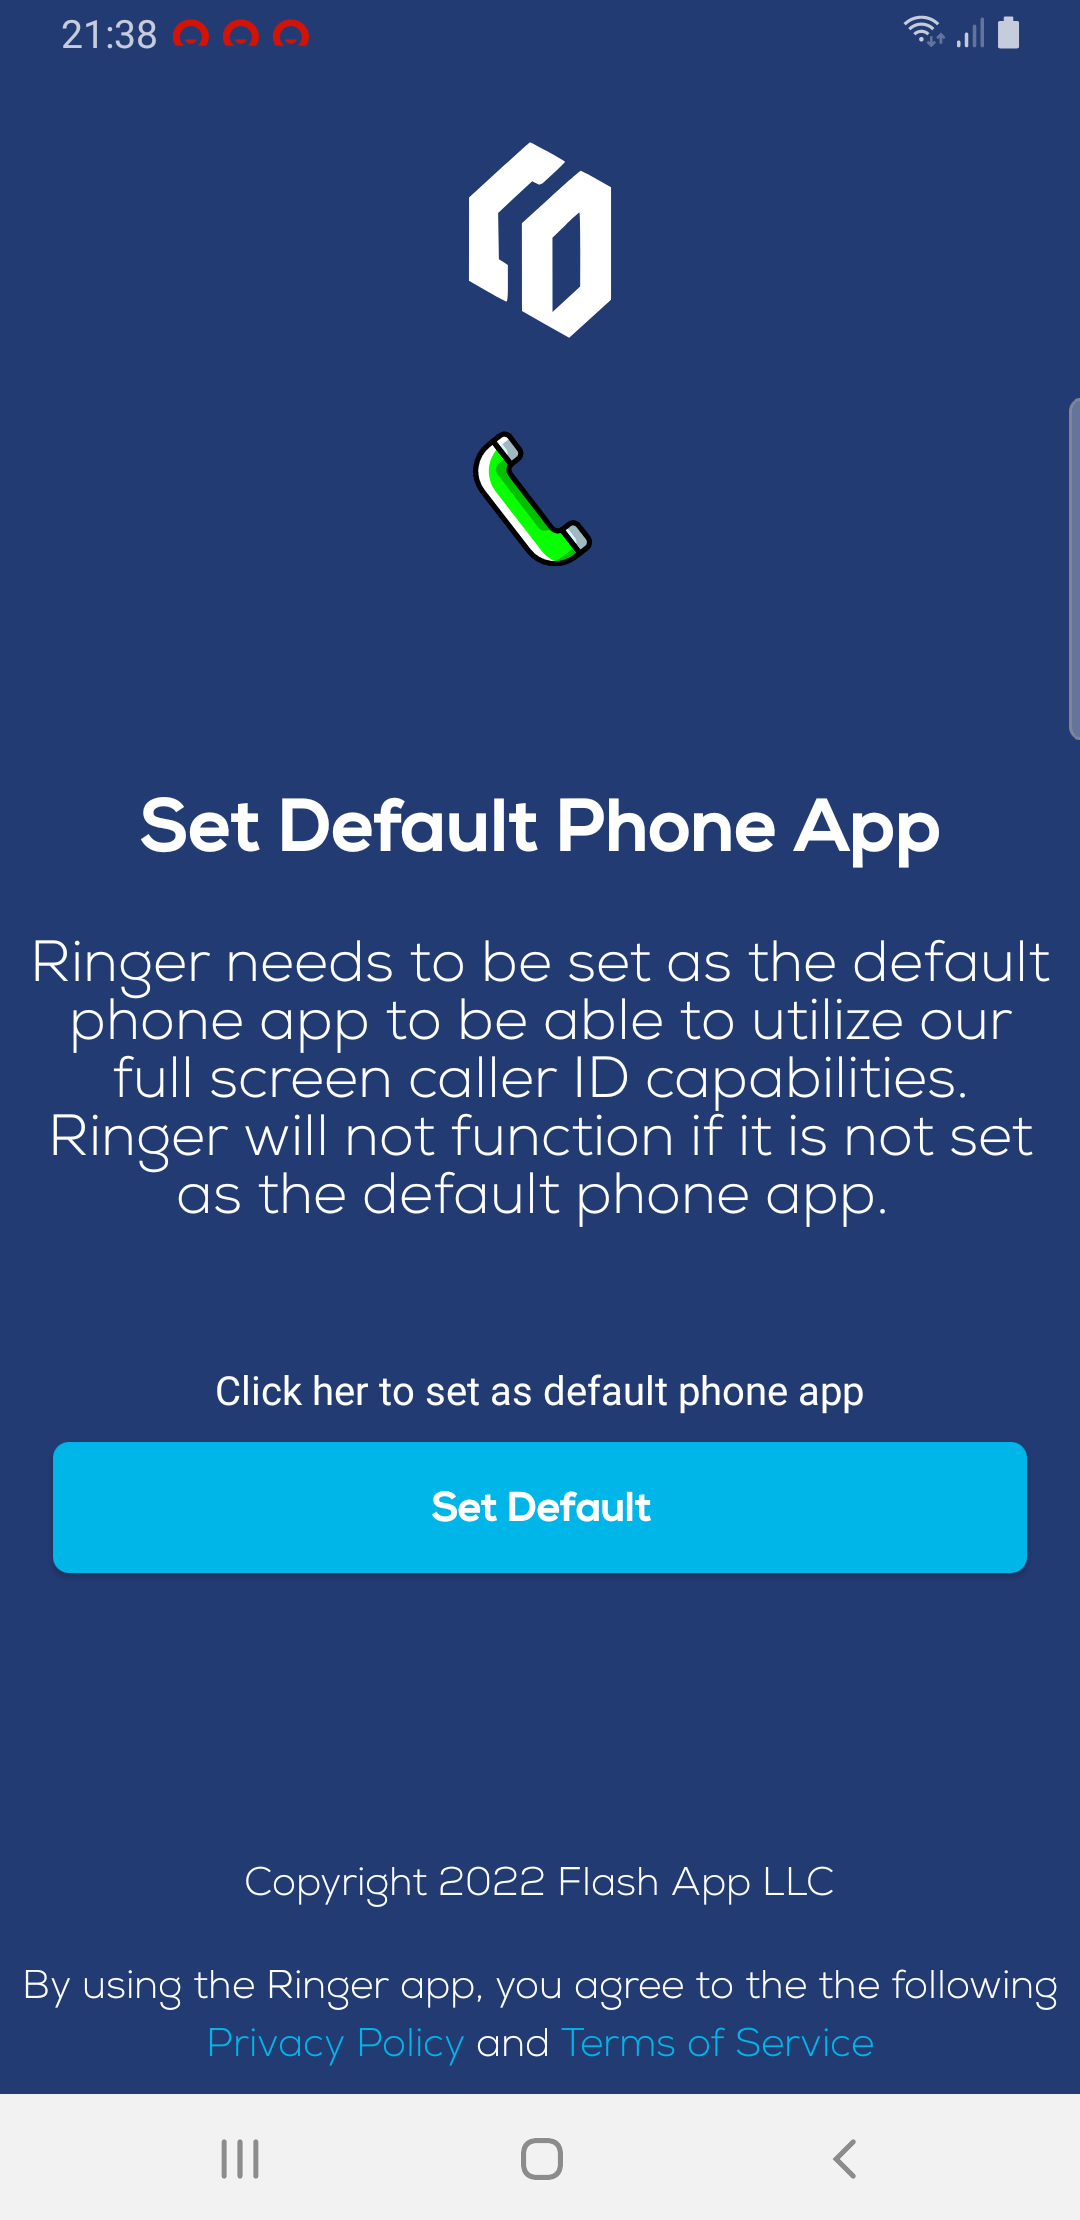 21:38
Set Default Phone App
Ringer needs to be set as the default
phone app to be able to utilize our
full screen caller ID capabilities.
Ringer will not function if it is not set
as the default phone app.
Click her to set as default phone app
Set Default
Copyright 2022 Flash App LLC
By using the Ringer app, you agree to the the following
Privacy Policy and Terms of Service